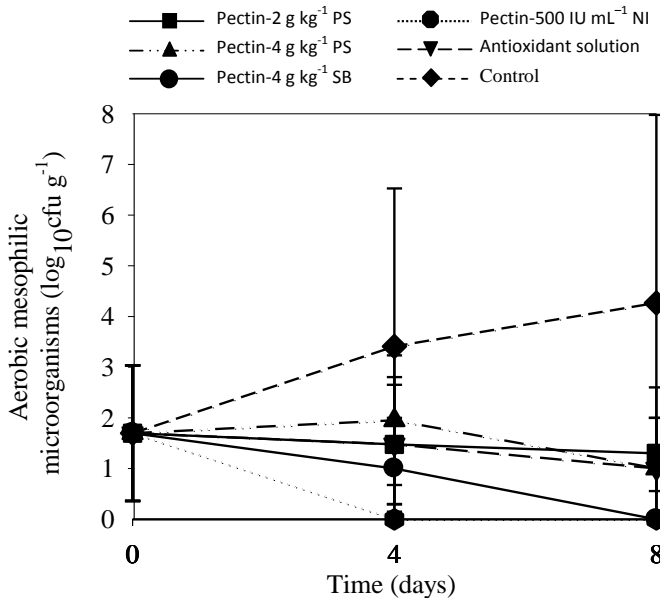 Pectin-2 g kg⁻¹ PS
Pectin-4 g kg⁻¹ PS
Pectin-4 g kg⁻¹ SB
Pectin-500 IU mL⁻¹ NI
Antioxidant solution
Control
Aerobic mesophilic
microorganisms (log₁₀cfu g⁻¹)
8
7
6
5
4
3
2
1
0
0 4 8
Time (days)